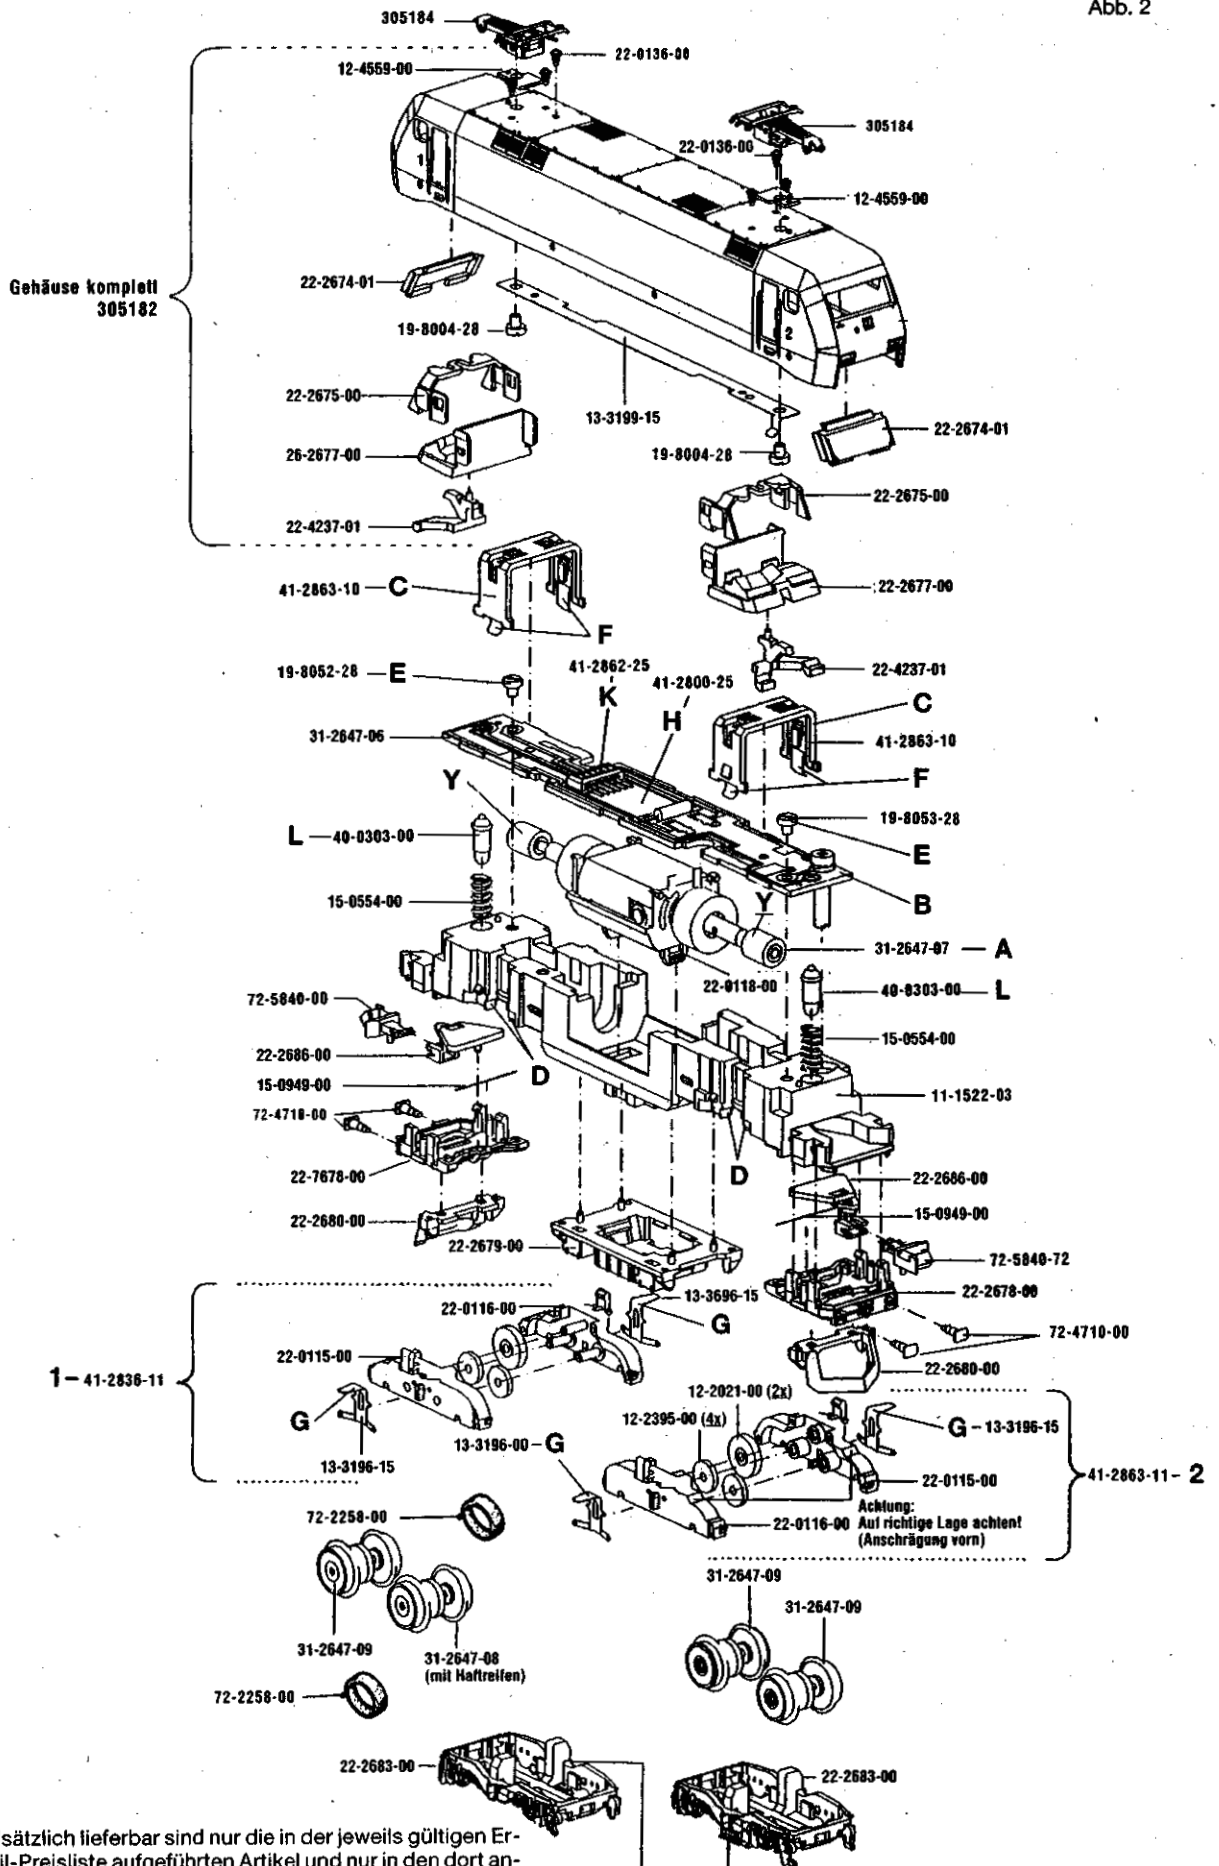 Abb. 2
305184
22-0136-00
12-4559-00
305184
22-0136-00
12-4559-00
1
2
Gehäuse komplett
305182
22-2674-01
19-8004-28
22-2675-00
13-3199-15
22-2674-01
26-2677-00
19-8004-28
22-2675-00
22-4237-01
41-2863-10 C
22-2677-00
F
19-8052-28 E
41-2862-25
K
41-2800-25
H
22-4237-01
C
31-2647-06
41-2863-10
Y
F
L 40-0303-00
19-8053-28
E
15-0554-00
Y
B
31-2647-07 A
22-0118-00
72-5840-00
40-0303-00 L
22-2686-00
15-0554-00
15-0949-00
D
11-1522-03
72-4710-00
22-7678-00
D
22-2686-00
22-2680-00
15-0949-00
22-2679-00
72-5840-72
13-3696-15
22-2678-00
22-0116-00
G
72-4710-00
22-0115-00
22-2680-00
1 - 41-2836-11
G
12-2021-00 (2x)
12-2395-00 (4x)
G - 13-3196-15
13-3196-00 - G
13-3196-15
22-0115-00
41-2863-11 - 2
72-2258-00
22-0116-00
Achtung:
Auf richtige Lage achten!
(Anschrägung vorn)
31-2647-09
31-2647-09
31-2647-09
31-2647-08
(mit Haftreifen)
72-2258-00
22-2683-00
22-2683-00
sätzlich lieferbar sind nur die in der jeweils gültigen Er-
il-Preisliste aufgeführten Artikel und nur in den dort an-